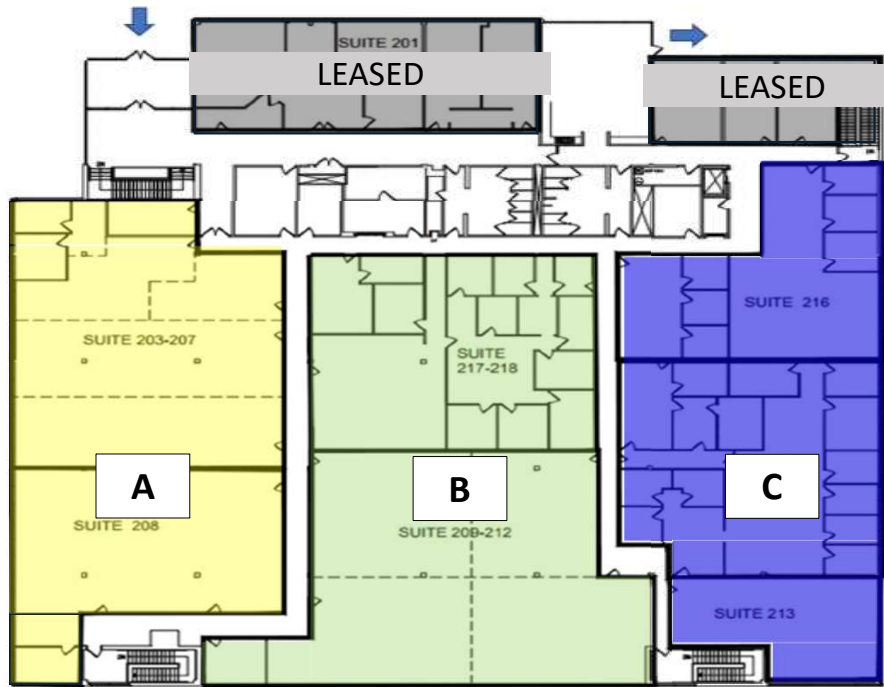 SUITE 201
LEASED
LEASED
SUITE 216
SUITE 203-207
SUITE
217-218
A
B
C
SUITE 208
SUITE 209-212
SUITE 213